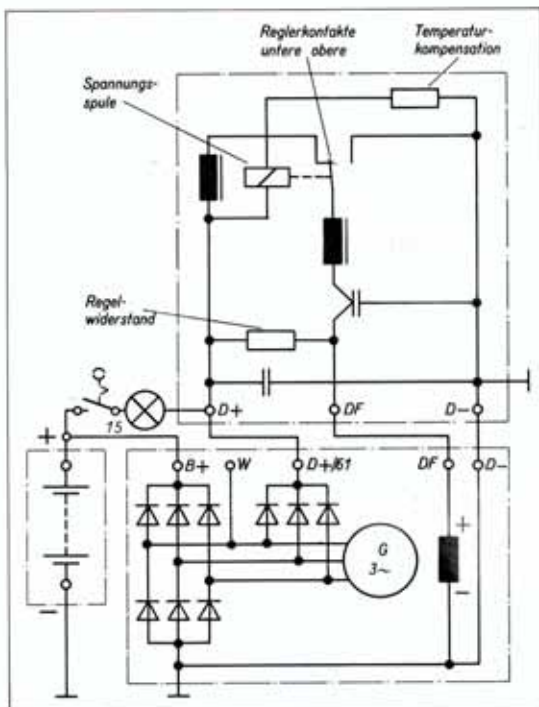 Reglerkontakte
untere obere
Temperatur-
kompensation
Spannungs-
spule
Regel-
widerstand
15
D+
DF
D-
+
B+
W
D+/61
DF
D-
G
3~
+
-
-